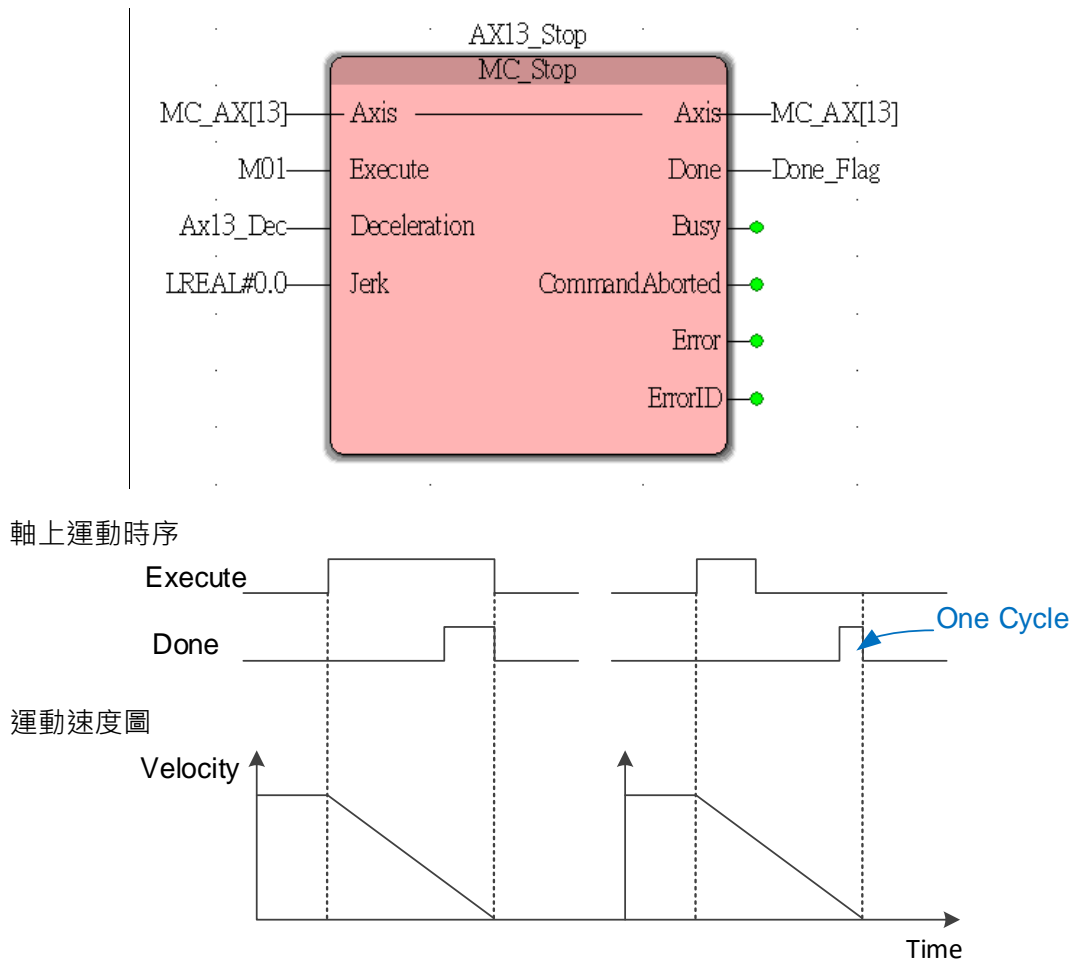 AX13_Stop
MC_Stop
MC_AX[13] Axis Axis MC_AX[13]
M01 Execute Done Done_Flag
Ax13_Dec Deceleration Busy
LREAL#0.0 Jerk CommandAborted
Error
ErrorID
軸上運動時序
Execute
One Cycle
Done
運動速度圖
Velocity
Time